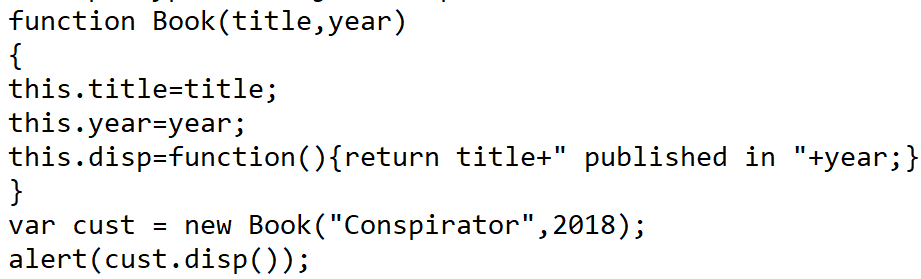 function Book(title,year)
{
this.title=title;
this.year=year;
this.disp=function(){return title+" published in "+year;}
}
var cust = new Book("Conspirator",2018);
alert(cust.disp());